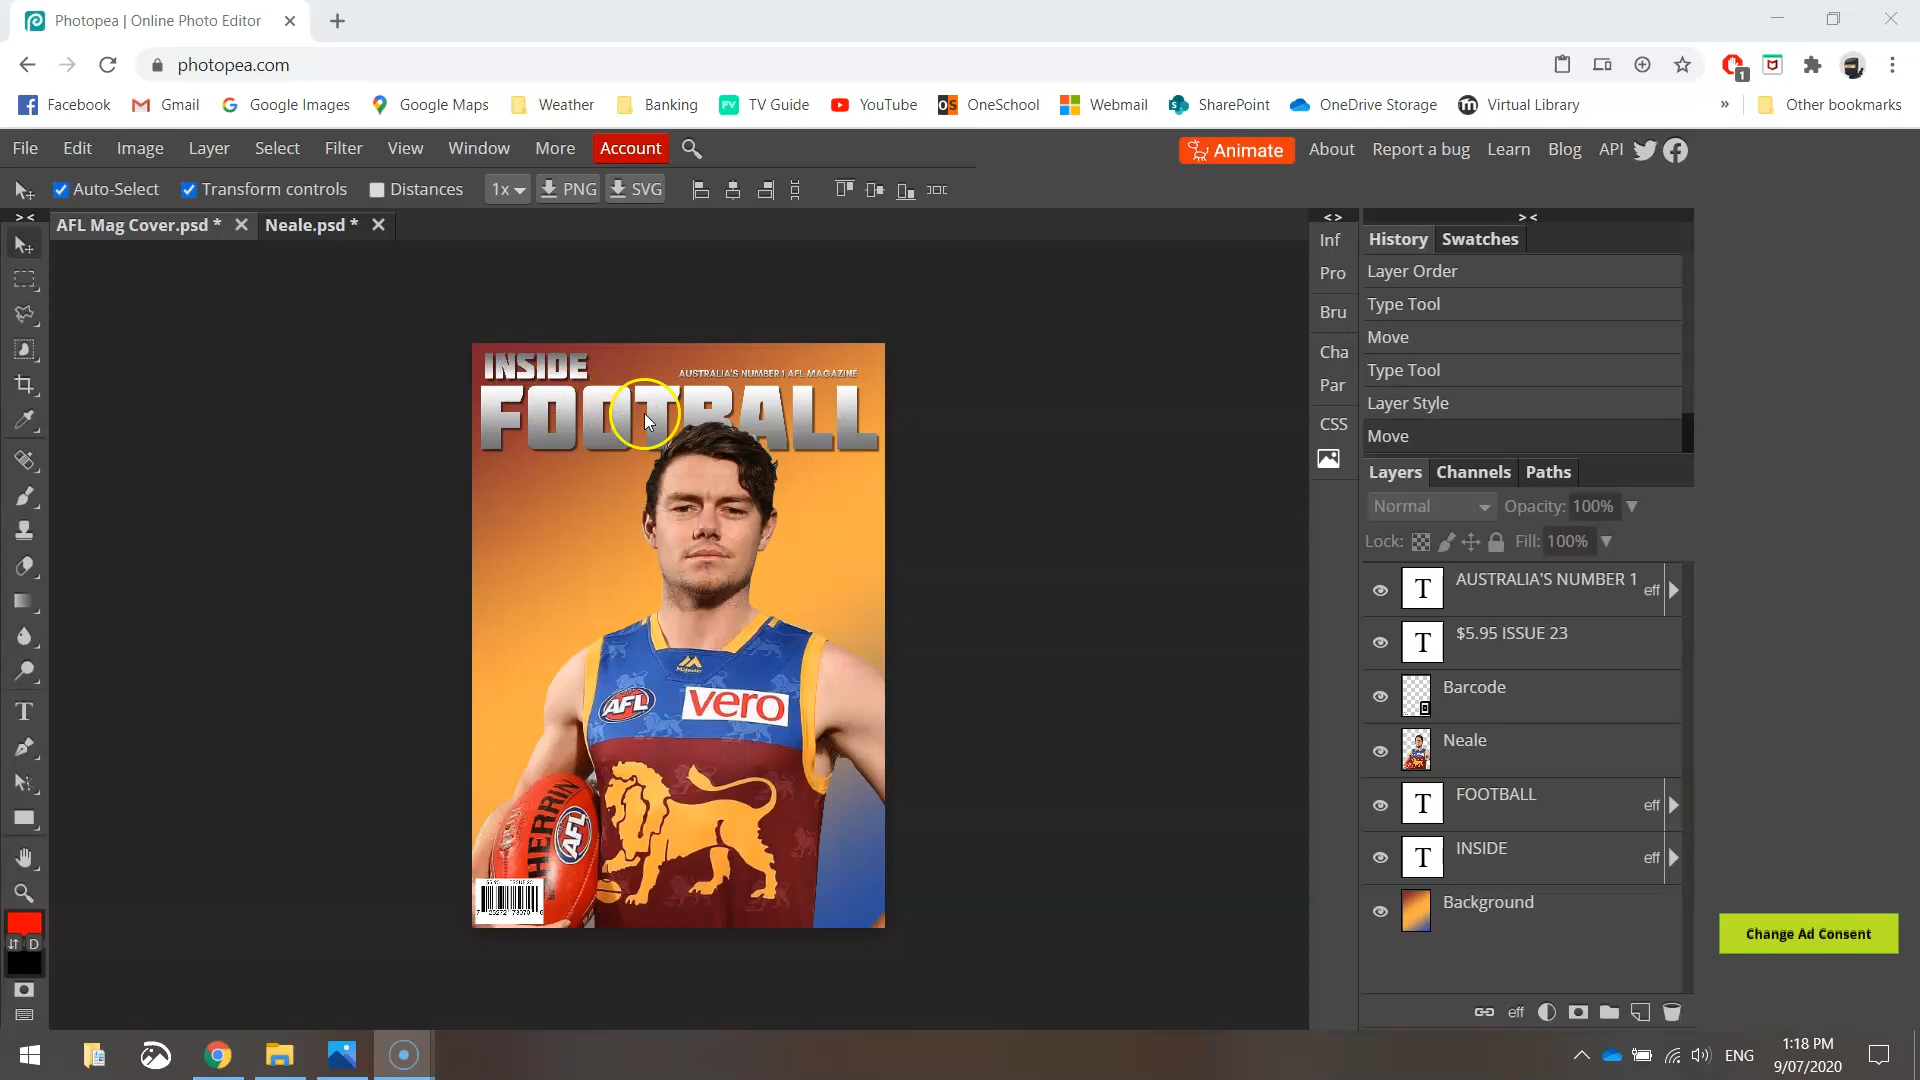 Photopea | Online Photo Editor
photopea.com
1
Facebook Gmail Google Images Google Maps Weather Banking TV Guide YouTube OneSchool Webmail SharePoint OneDrive Storage Virtual Library » Other bookmarks
File Edit Image Layer Select Filter View Window More Account Animate About Report a bug Learn Blog API
Auto-Select Transform controls Distances 1x PNG SVG
AFL Mag Cover.psd * Neale.psd *
> <
< >
> <
Inf
Pro
Bru
Cha
Par
CSS
History Swatches
Layer Order
Type Tool
Move
Type Tool
Layer Style
Move
Layers Channels Paths
Normal Opacity: 100%
Lock: Fill: 100%
T AUSTRALIA'S NUMBER 1 eff
T $5.95 ISSUE 23
Barcode
Neale
T FOOTBALL eff
T INSIDE eff
Background
eff
INSIDE
AUSTRALIA'S NUMBER 1 AFL MAGAZINE
FOOTBALL
Majestic
AFL
vero
SHERRIN
AFL
T
D
Change Ad Consent
ENG
1:18 PM
9/07/2020